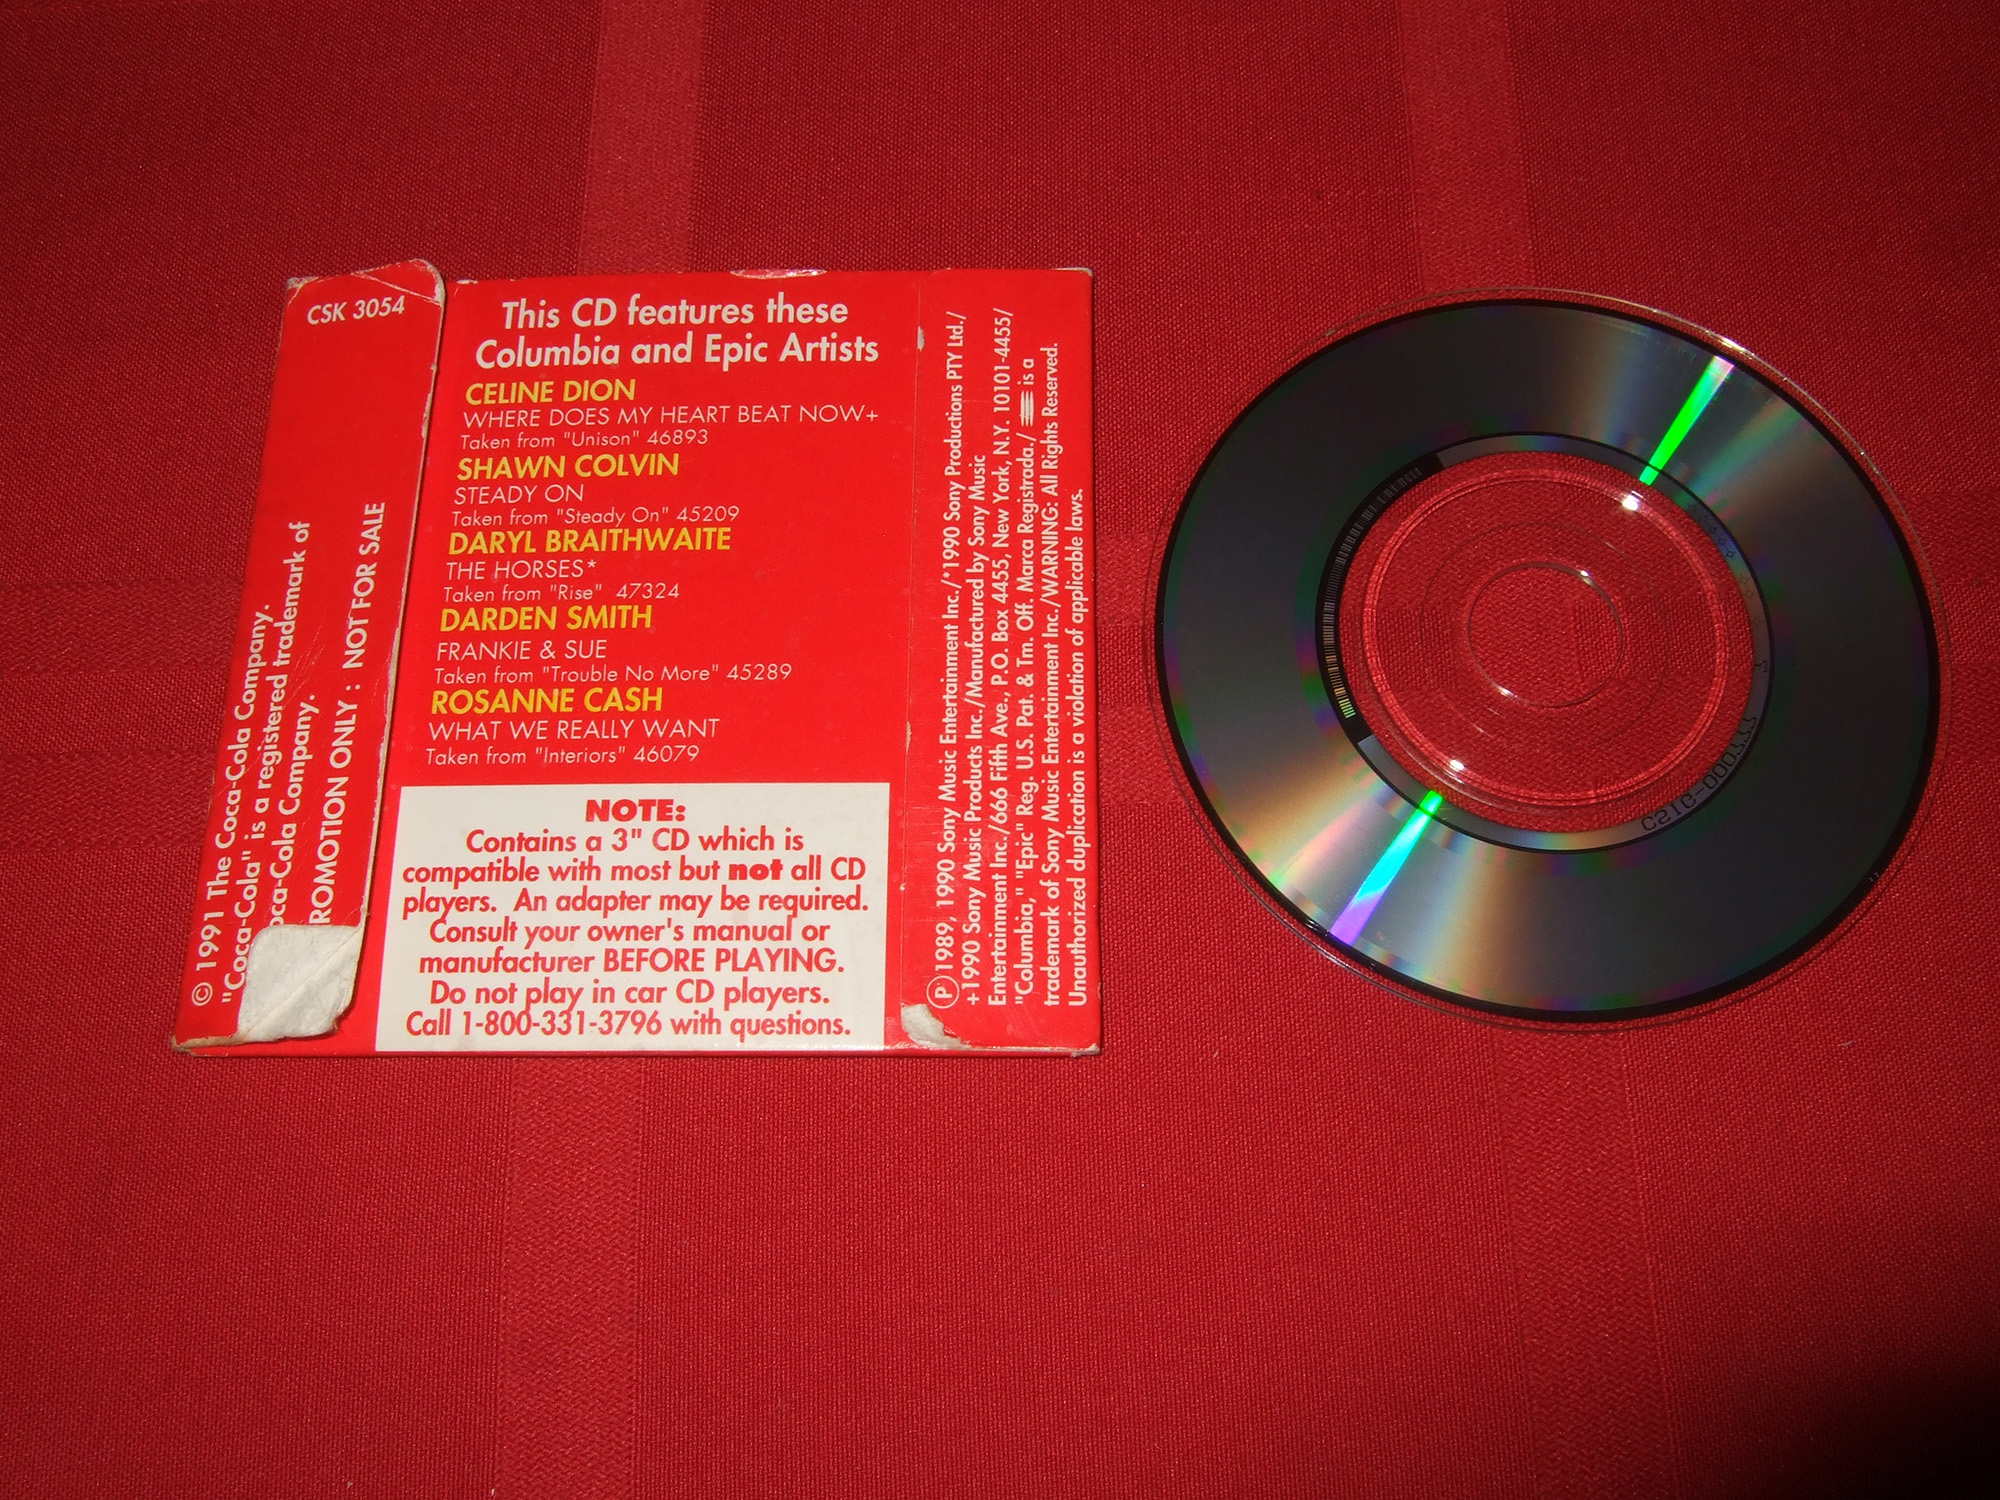 CSK 3054
© 1991 The Coca-Cola Company.
"Coca-Cola" is a registered trademark of
oca-Cola Company.
ROMOTION ONLY : NOT FOR SALE
This CD features these
Columbia and Epic Artists
CELINE DION
WHERE DOES MY HEART BEAT NOW+
Taken from "Unison" 46893
SHAWN COLVIN
STEADY ON
Taken from "Steady On" 45209
DARYL BRAITHWAITE
THE HORSES*
Taken from "Rise" 47324
DARDEN SMITH
FRANKIE & SUE
Taken from "Trouble No More" 45289
ROSANNE CASH
WHAT WE REALLY WANT
Taken from "Interiors" 46079
NOTE:
Contains a 3" CD which is
compatible with most but not all CD
players. An adapter may be required.
Consult your owner's manual or
manufacturer BEFORE PLAYING.
Do not play in car CD players.
Call 1-800-331-3796 with questions.
Ⓟ 1989, 1990 Sony Music Entertainment Inc./*1990 Sony Productions PTY Ltd./
+1990 Sony Music Products Inc./Manufactured by Sony Music
Entertainment Inc./666 Fifth Ave., P.O. Box 4455, New York, N.Y. 10101-4455/
"Columbia," "Epic" Reg. U.S. Pat. & Tm. Off. Marca Registrada./ is a
trademark of Sony Music Entertainment Inc./WARNING: All Rights Reserved.
Unauthorized duplication is a violation of applicable laws.